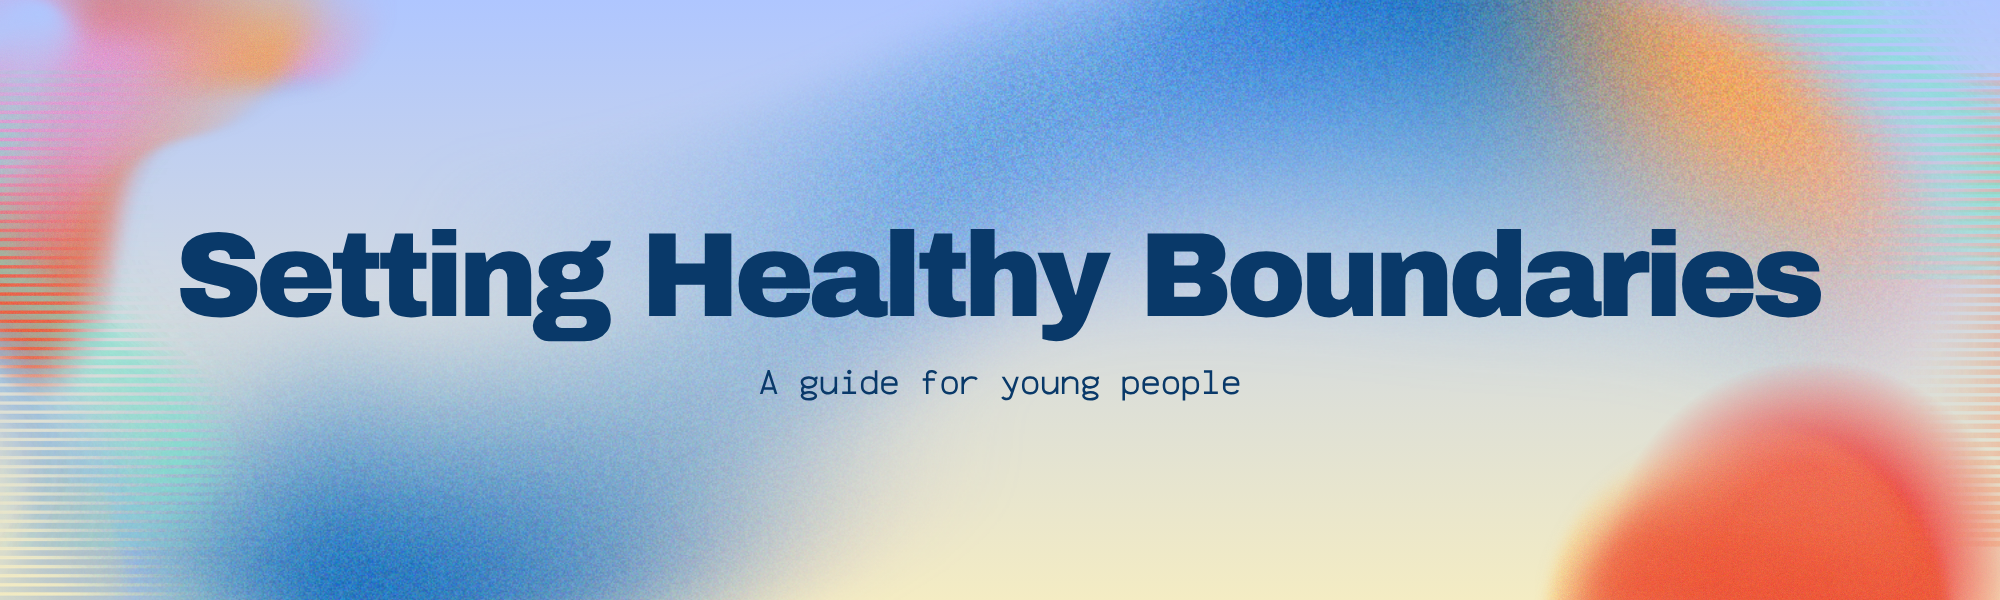 Setting Healthy Boundaries
A guide for young people